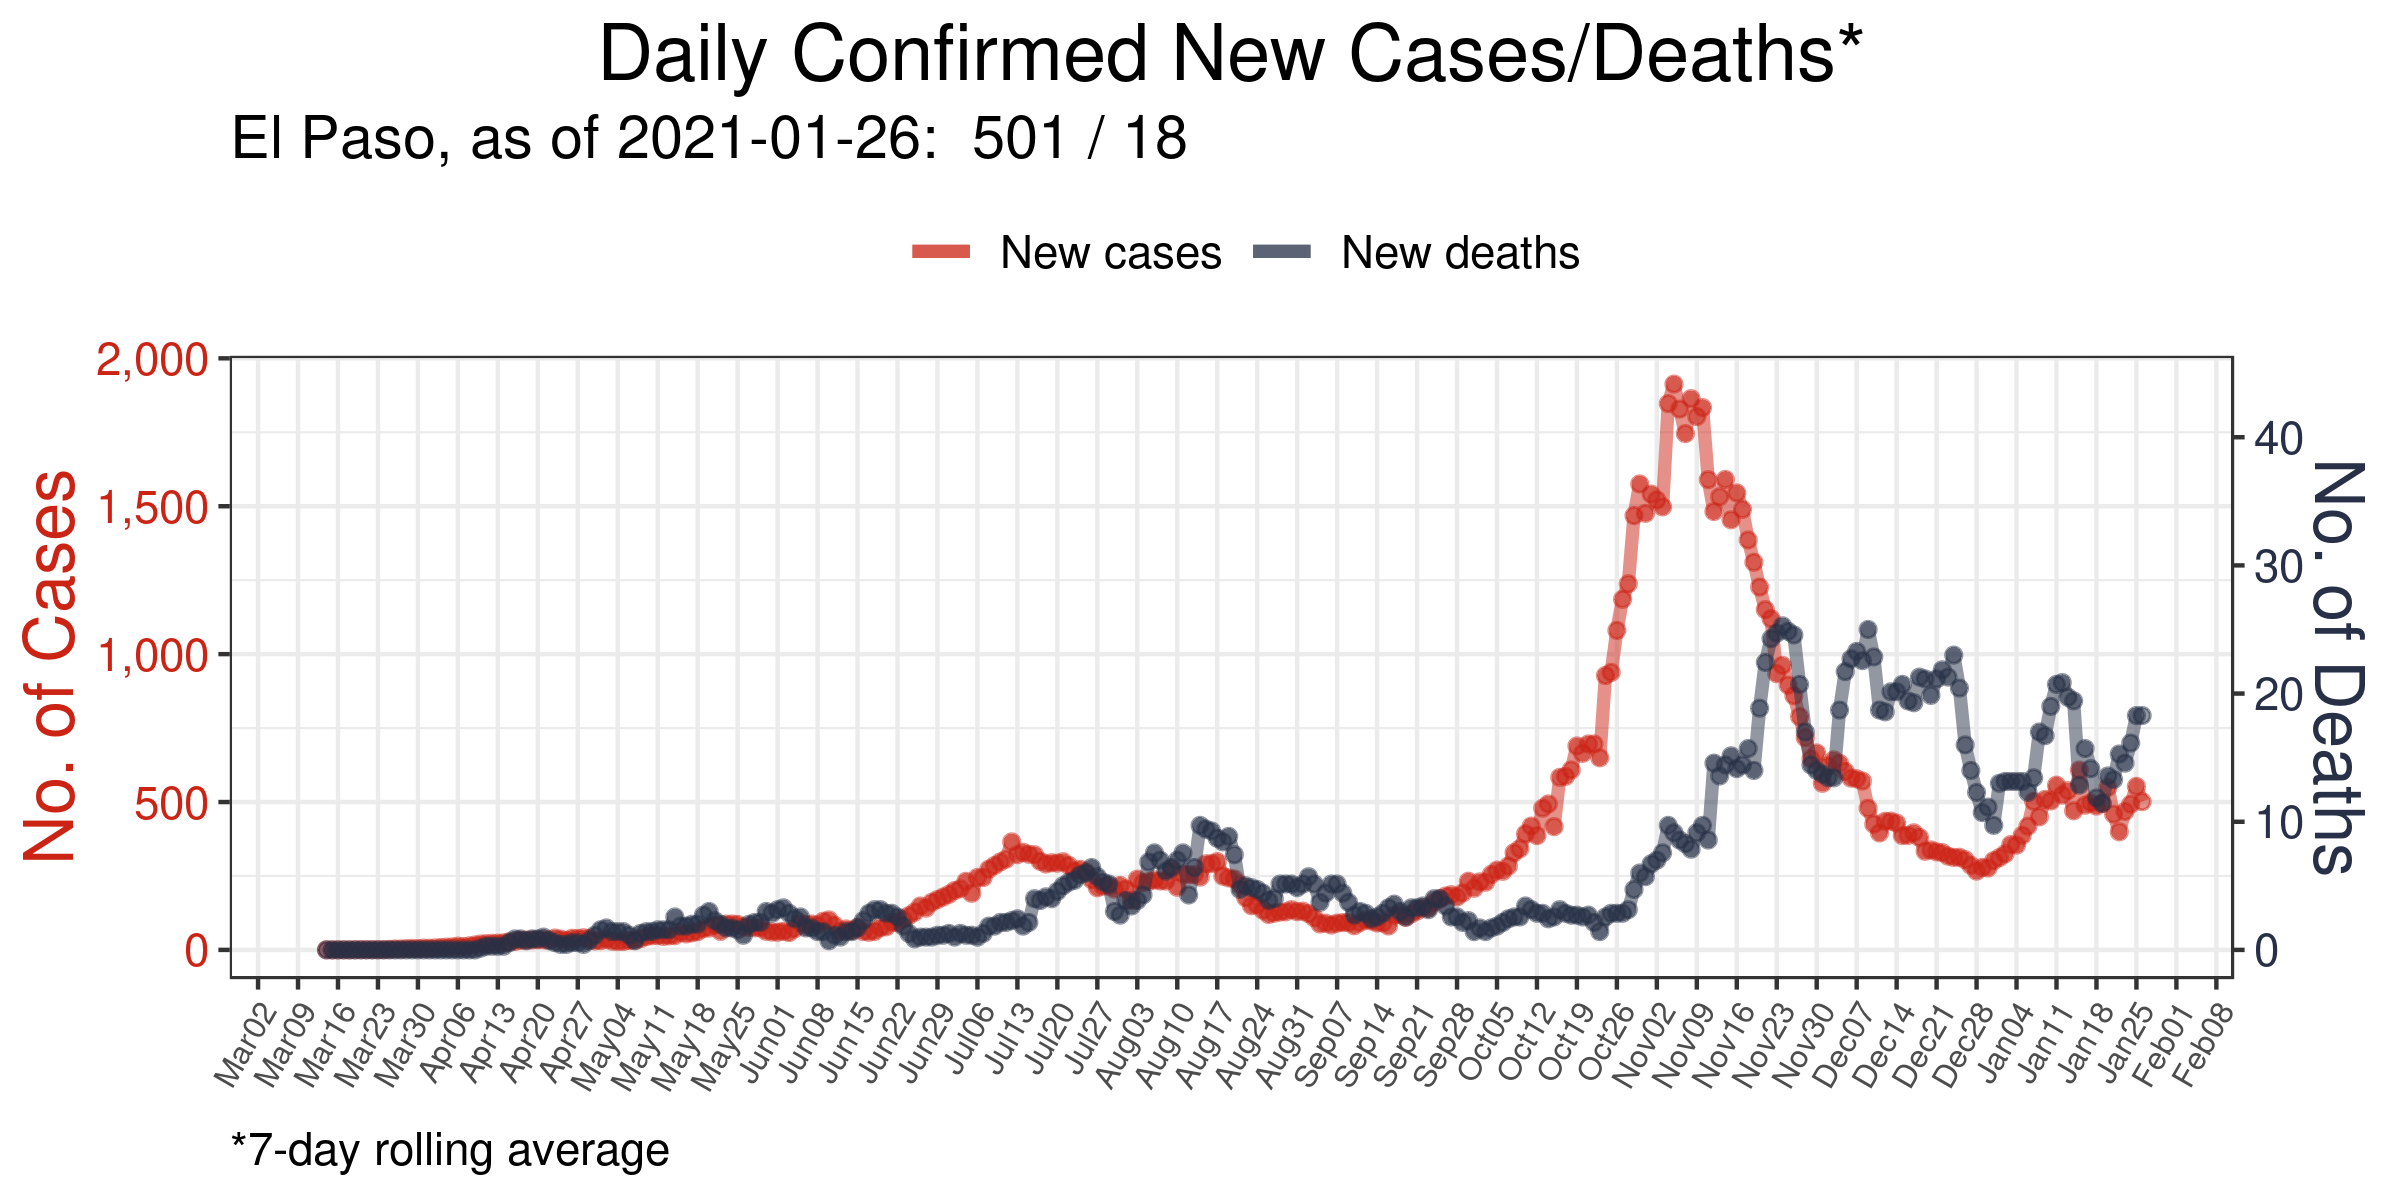 Daily Confirmed New Cases/Deaths*
El Paso, as of 2021-01-26:  501 / 18
New cases New deaths
No. of Cases
2,000
1,500
1,000
500
0
40
30
20
10
0
No. of Deaths
Mar02 Mar09 Mar16 Mar23 Mar30 Apr06 Apr13 Apr20 Apr27 May04 May11 May18 May25 Jun01 Jun08 Jun15 Jun22 Jun29 Jul06 Jul13 Jul20 Jul27 Aug03 Aug10 Aug17 Aug24 Aug31 Sep07 Sep14 Sep21 Sep28 Oct05 Oct12 Oct19 Oct26 Nov02 Nov09 Nov16 Nov23 Nov30 Dec07 Dec14 Dec21 Dec28 Jan04 Jan11 Jan18 Jan25 Feb01 Feb08
*7-day rolling average